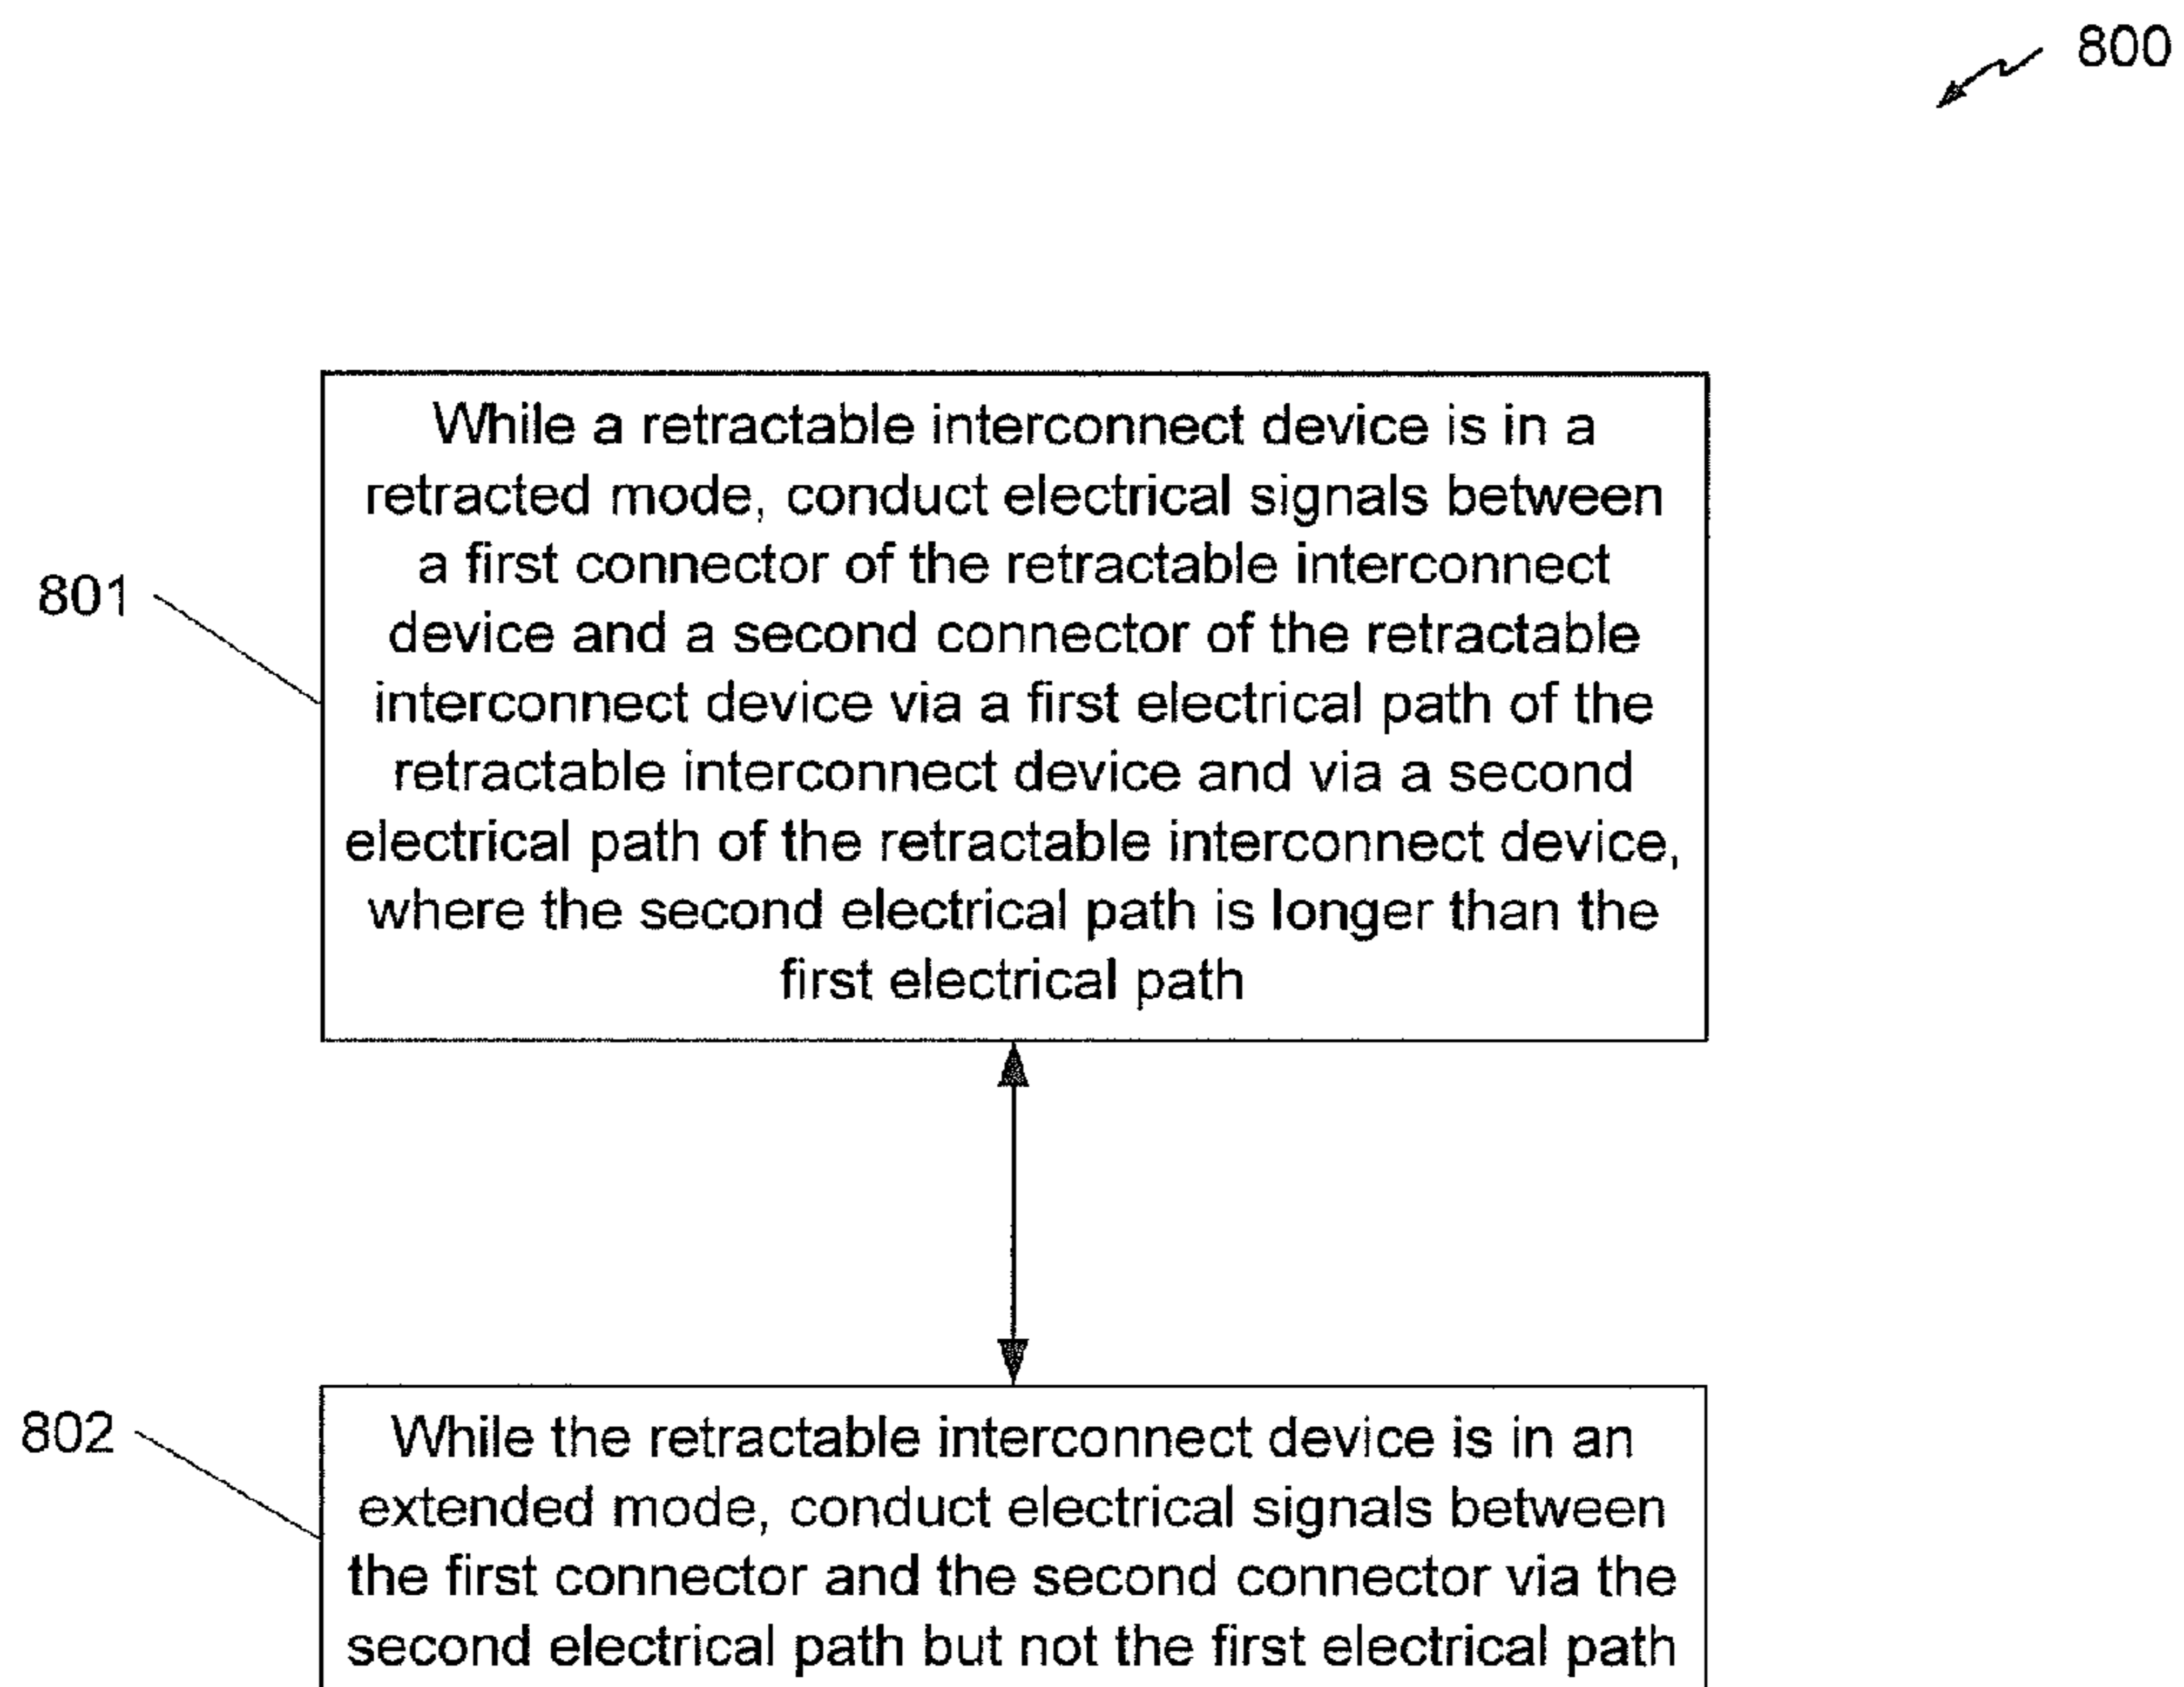 800
While a retractable interconnect device is in a
retracted mode, conduct electrical signals between
a first connector of the retractable interconnect
device and a second connector of the retractable
interconnect device via a first electrical path of the
retractable interconnect device and via a second
electrical path of the retractable interconnect device,
where the second electrical path is longer than the
first electrical path
801
802
While the retractable interconnect device is in an
extended mode, conduct electrical signals between
the first connector and the second connector via the
second electrical path but not the first electrical path